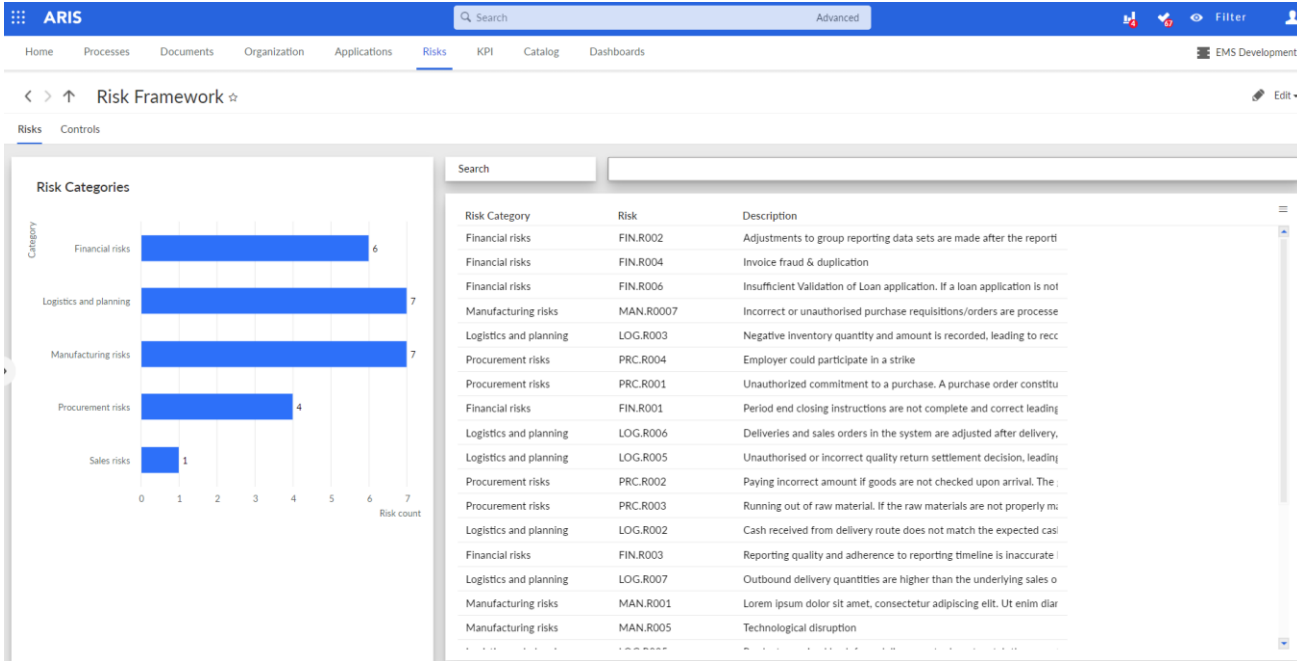 ARIS
Search Advanced
4 67 Filter
Home Processes Documents Organization Applications Risks KPI Catalog Dashboards
EMS Development
Risk Framework
Edit
Risks Controls
Risk Categories
Category
Financial risks 6
Logistics and planning 7
Manufacturing risks 7
Procurement risks 4
Sales risks 1
0 1 2 3 4 5 6 7
Risk count
Search
Risk Category Risk Description
Financial risks FIN.R002 Adjustments to group reporting data sets are made after the reporti
Financial risks FIN.R004 Invoice fraud & duplication
Financial risks FIN.R006 Insufficient Validation of Loan application. If a loan application is not
Manufacturing risks MAN.R0007 Incorrect or unauthorised purchase requisitions/orders are processe
Logistics and planning LOG.R003 Negative inventory quantity and amount is recorded, leading to recc
Procurement risks PRC.R004 Employer could participate in a strike
Procurement risks PRC.R001 Unauthorized commitment to a purchase. A purchase order constitu
Financial risks FIN.R001 Period end closing instructions are not complete and correct leading
Logistics and planning LOG.R006 Deliveries and sales orders in the system are adjusted after delivery,
Logistics and planning LOG.R005 Unauthorised or incorrect quality return settlement decision, leading
Procurement risks PRC.R002 Paying incorrect amount if goods are not checked upon arrival. The
Procurement risks PRC.R003 Running out of raw material. If the raw materials are not properly ma
Logistics and planning LOG.R002 Cash received from delivery route does not match the expected casl
Financial risks FIN.R003 Reporting quality and adherence to reporting timeline is inaccurate
Logistics and planning LOG.R007 Outbound delivery quantities are higher than the underlying sales o
Manufacturing risks MAN.R001 Lorem ipsum dolor sit amet, consectetur adipiscing elit. Ut enim diar
Manufacturing risks MAN.R005 Technological disruption